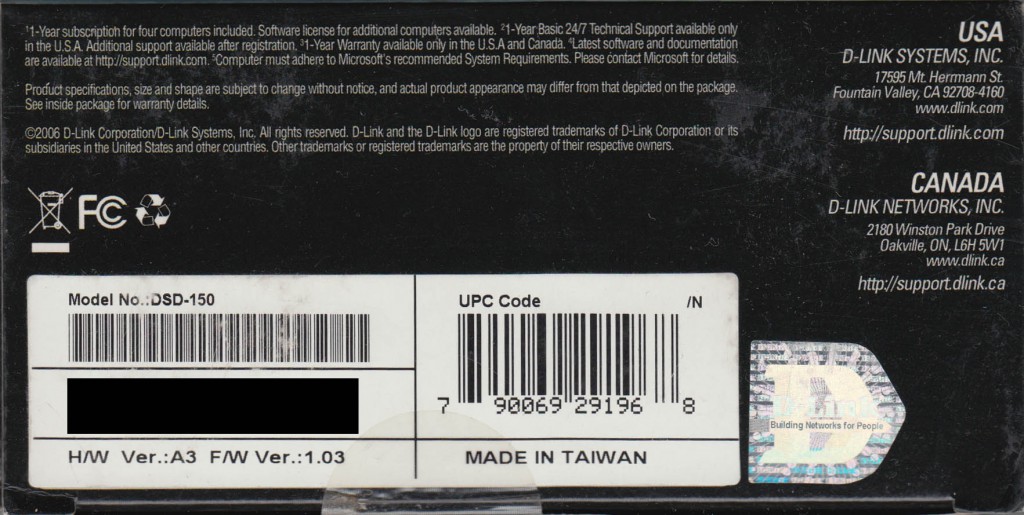 ¹1-Year subscription for four computers included. Software license for additional computers available. ²1-Year Basic 24/7 Technical Support available only
in the U.S.A. Additional support available after registration. ³1-Year Warranty available only in the U.S.A and Canada. ⁴Latest software and documentation
are available at http://support.dlink.com. ⁵Computer must adhere to Microsoft's recommended System Requirements. Please contact Microsoft for details.
Product specifications, size and shape are subject to change without notice, and actual product appearance may differ from that depicted on the package.
See inside package for warranty details.
©2006 D-Link Corporation/D-Link Systems, Inc. All rights reserved. D-Link and the D-Link logo are registered trademarks of D-Link Corporation or its
subsidiaries in the United States and other countries. Other trademarks or registered trademarks are the property of their respective owners.
FC
USA
D-LINK SYSTEMS, INC.
17595 Mt. Herrmann St.
Fountain Valley, CA 92708-4160
www.dlink.com
http://support.dlink.com
CANADA
D-LINK NETWORKS, INC.
2180 Winston Park Drive
Oakville, ON, L6H 5W1
www.dlink.ca
http://support.dlink.ca
Model No.:DSD-150
H/W Ver.:A3 F/W Ver.:1.03
UPC Code /N
7 90069 29196 8
MADE IN TAIWAN
D-Link
Building Networks for People